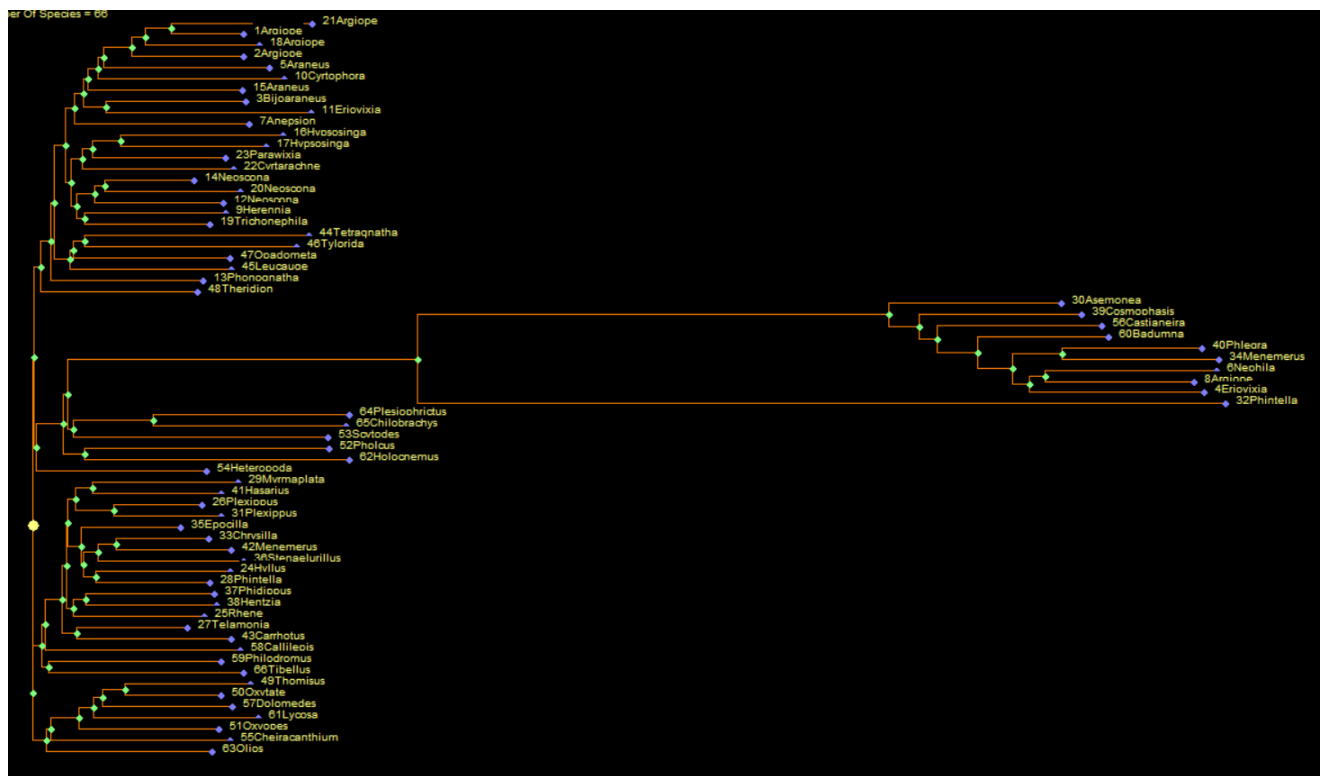 er Of Species = 66
21Argiope
1Argiope
18Argiope
2Argiope
5Araneus
10Cyrtophora
15Araneus
3Bijoaraneus
11Eriovixia
7Anepsion
16Hypsosinga
17Hypsosinga
23Parawixia
22Cyrtarachne
14Neoscona
20Neoscona
12Neoscona
9Herennia
19Trichonephila
44Tetragnatha
46Tylorida
47Opadometa
45Leucauge
13Phonognatha
48Theridion
30Asemonea
39Cosmophasis
56Castianeira
60Badumna
40Phlegra
34Menemerus
6Nephila
8Argiope
4Eriovixia
32Phintella
64Plesiophrictus
65Chilobrachys
53Scytodes
52Pholcus
62Holocnemus
54Heteropoda
29Myrmaplata
41Hasarius
26Plexippus
31Plexippus
35Epocilla
33Chrysilla
42Menemerus
36Stenaelurillus
24Hyllus
28Phintella
37Phidippus
38Hentzia
25Rhene
27Telamonia
43Carrhotus
58Callilepis
59Philodromus
66Tibellus
49Thomisus
50Oxytate
57Dolomedes
61Lycosa
51Oxyopes
55Cheiracanthium
63Olios